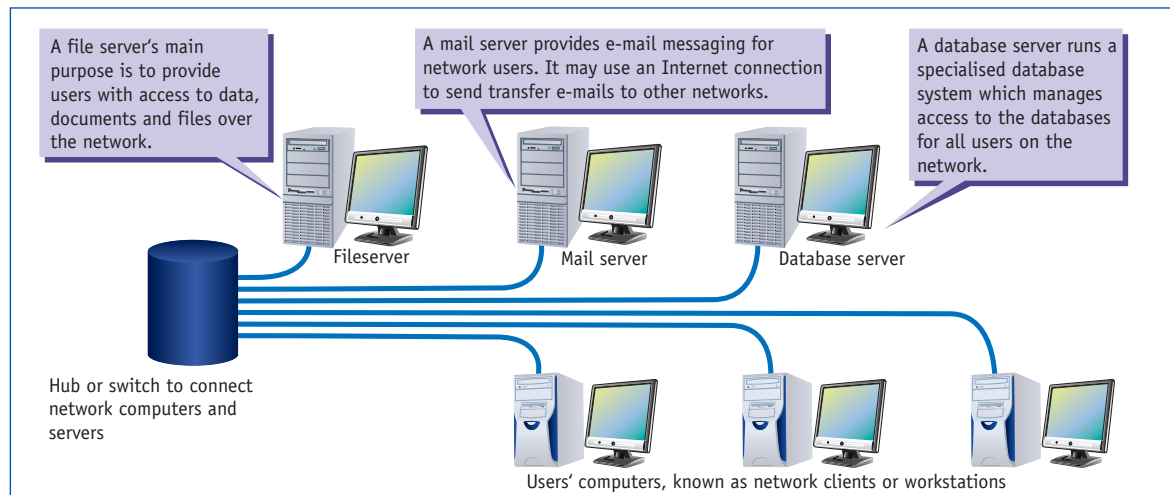 A file server's main
purpose is to provide
users with access to data,
documents and files over
the network.
A mail server provides e-mail messaging for
network users. It may use an Internet connection
to send transfer e-mails to other networks.
A database server runs a
specialised database
system which manages
access to the databases
for all users on the
network.
Fileserver
Mail server
Database server
Hub or switch to connect
network computers and
servers
Users' computers, known as network clients or workstations